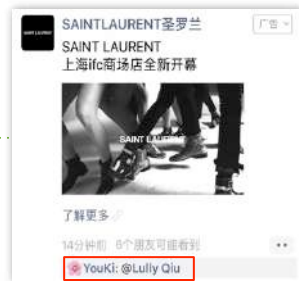 SAINTLAURENT圣罗兰
广告
SAINT LAURENT
上海ifc商场店全新开幕
SAINT LAURENT
了解更多
14分钟前 6个朋友可能看到
YouKi: @Lully Qiu